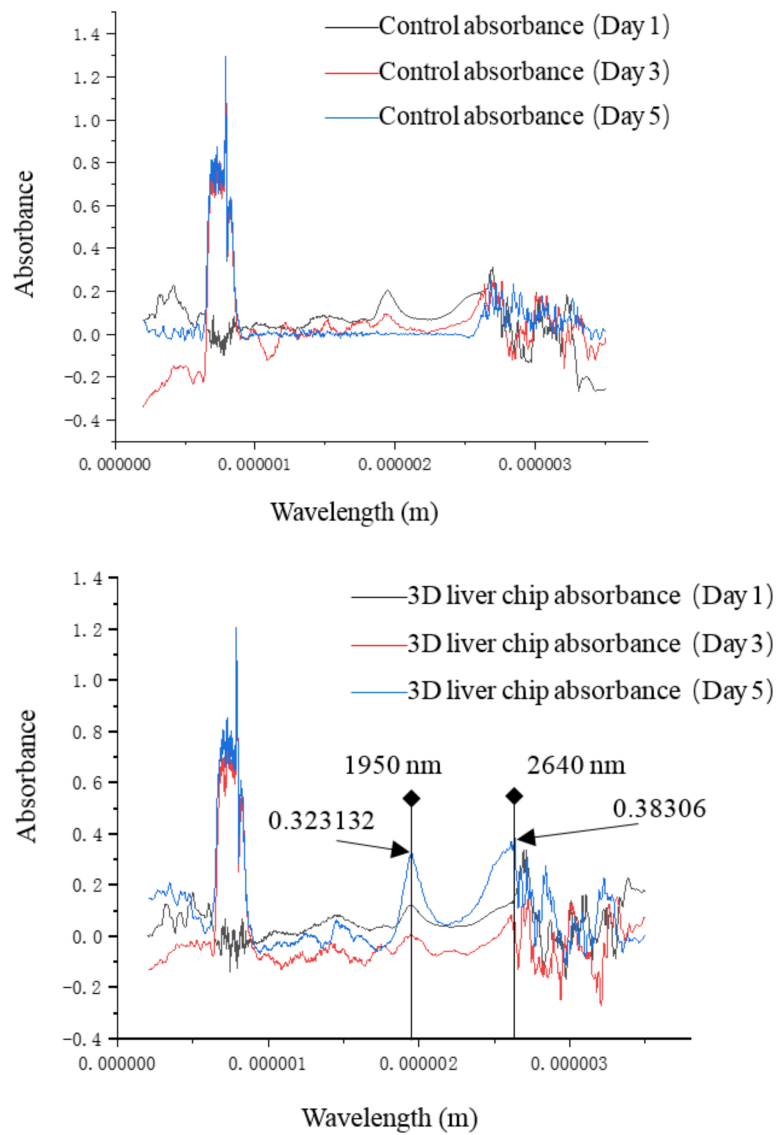 1.4
1.2
1.0
0.8
0.6
0.4
0.2
0.0
-0.2
-0.4
Absorbance
Control absorbance (Day 1)
Control absorbance (Day 3)
Control absorbance (Day 5)
0.000000 0.000001 0.000002 0.000003
Wavelength (m)
1.4
1.2
1.0
0.8
0.6
0.4
0.2
0.0
-0.2
-0.4
Absorbance
3D liver chip absorbance (Day 1)
3D liver chip absorbance (Day 3)
3D liver chip absorbance (Day 5)
1950 nm 2640 nm
0.323132 0.38306
0.000000 0.000001 0.000002 0.000003
Wavelength (m)